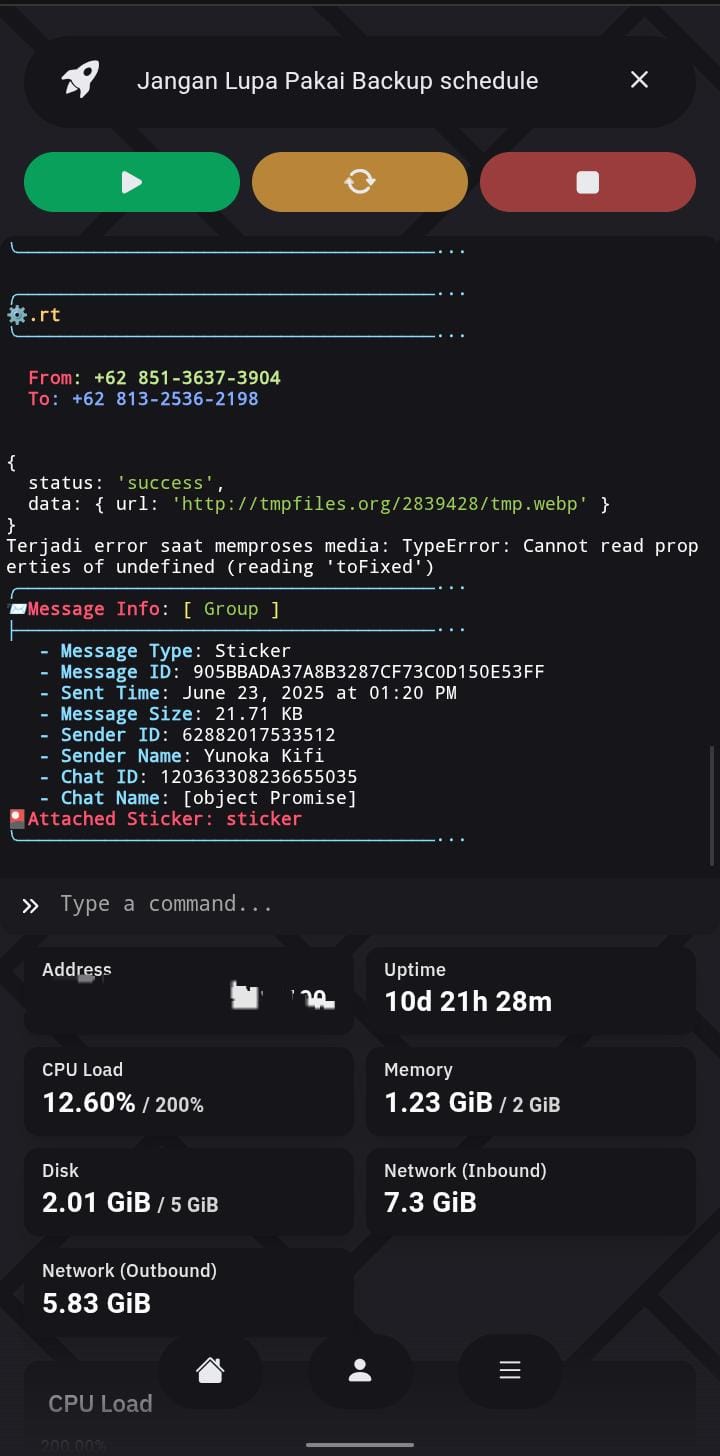 Jangan Lupa Pakai Backup schedule
.rt
From: +62 851-3637-3904
To: +62 813-2536-2198
{
status: 'success',
data: { url: 'http://tmpfiles.org/2839428/tmp.webp' }
}
Terjadi error saat memproses media: TypeError: Cannot read prop
erties of undefined (reading 'toFixed')
Message Info: [ Group ]
- Message Type: Sticker
- Message ID: 905BBADA37A8B3287CF73C0D150E53FF
- Sent Time: June 23, 2025 at 01:20 PM
- Message Size: 21.71 KB
- Sender ID: 62882017533512
- Sender Name: Yunoka Kifi
- Chat ID: 120363308236655035
- Chat Name: [object Promise]
Attached Sticker: sticker
Type a command...
Address
Uptime
10d 21h 28m
CPU Load
12.60% / 200%
Memory
1.23 GiB / 2 GiB
Disk
2.01 GiB / 5 GiB
Network (Inbound)
7.3 GiB
Network (Outbound)
5.83 GiB
CPU Load
200.00%